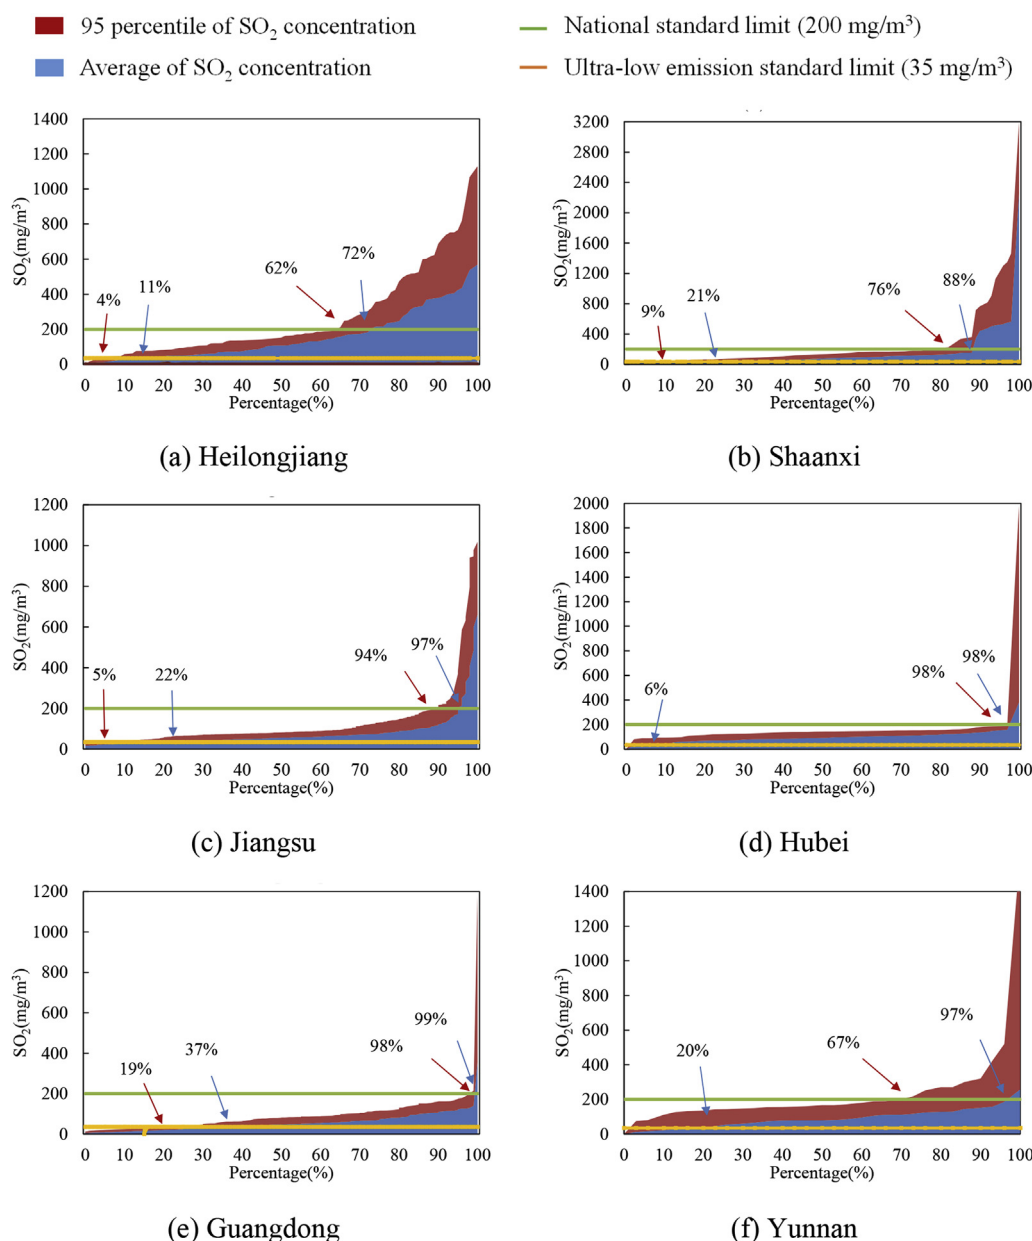 95 percentile of SO₂ concentration
National standard limit (200 mg/m³)
Average of SO₂ concentration
Ultra-low emission standard limit (35 mg/m³)
SO₂(mg/m³)
1400
1200
1000
800
600
400
200
0
4%
11%
62%
72%
0 10 20 30 40 50 60 70 80 90 100
Percentage(%)
(a) Heilongjiang
SO₂(mg/m³)
3200
2800
2400
2000
1600
1200
800
400
0
9%
21%
76%
88%
0 10 20 30 40 50 60 70 80 90 100
Percentage(%)
(b) Shaanxi
SO₂(mg/m³)
1200
1000
800
600
400
200
0
5%
22%
94%
97%
0 10 20 30 40 50 60 70 80 90 100
Percentage(%)
(c) Jiangsu
SO₂(mg/m³)
2000
1800
1600
1400
1200
1000
800
600
400
200
0
6%
98%
98%
0 10 20 30 40 50 60 70 80 90 100
Percentage(%)
(d) Hubei
SO₂(mg/m³)
1200
1000
800
600
400
200
0
19%
37%
98%
99%
0 10 20 30 40 50 60 70 80 90 100
Percentage(%)
(e) Guangdong
SO₂(mg/m³)
1400
1200
1000
800
600
400
200
0
20%
67%
97%
0 10 20 30 40 50 60 70 80 90 100
Percentage(%)
(f) Yunnan